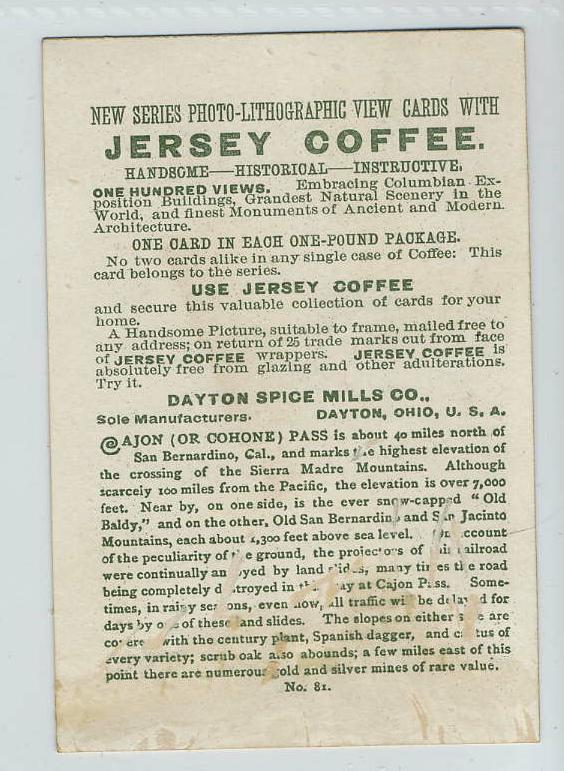 NEW SERIES PHOTO-LITHOGRAPHIC VIEW CARDS WITH
JERSEY COFFEE.
HANDSOME—HISTORICAL—INSTRUCTIVE.
ONE HUNDRED VIEWS. Embracing Columbian Ex-
position Buildings, Grandest Natural Scenery in the
World, and finest Monuments of Ancient and Modern
Architecture.
ONE CARD IN EACH ONE-POUND PACKAGE.
No two cards alike in any single case of Coffee: This
card belongs to the series.
USE JERSEY COFFEE
and secure this valuable collection of cards for your
home.
A Handsome Picture, suitable to frame, mailed free to
any address; on return of 25 trade marks cut from face
of JERSEY COFFEE wrappers. JERSEY COFFEE is
absolutely free from glazing and other adulterations.
Try it.
DAYTON SPICE MILLS CO.,
Sole Manufacturers. DAYTON, OHIO, U. S. A.
CAJON (OR COHONE) PASS is about 40 miles north of
San Bernardino, Cal., and marks the highest elevation of
the crossing of the Sierra Madre Mountains. Although
scarcely 100 miles from the Pacific, the elevation is over 7,000
feet. Near by, on one side, is the ever snow-capped "Old
Baldy," and on the other, Old San Bernardino and San Jacinto
Mountains, each about ,300 feet above sea level. On account
of the peculiarity of the ground, the projectors of this railroad
were continually annoyed by land slides, many times the road
being completely destroyed in the way at Cajon Pass. Some-
times, in rainy seasons, even now, all traffic will be delayed for
days by one of these land slides. The slopes on either side are
covered with the century plant, Spanish dagger, and cactus of
every variety; scrub oak also abounds; a few miles east of this
point there are numerous gold and silver mines of rare value.
No. 81.